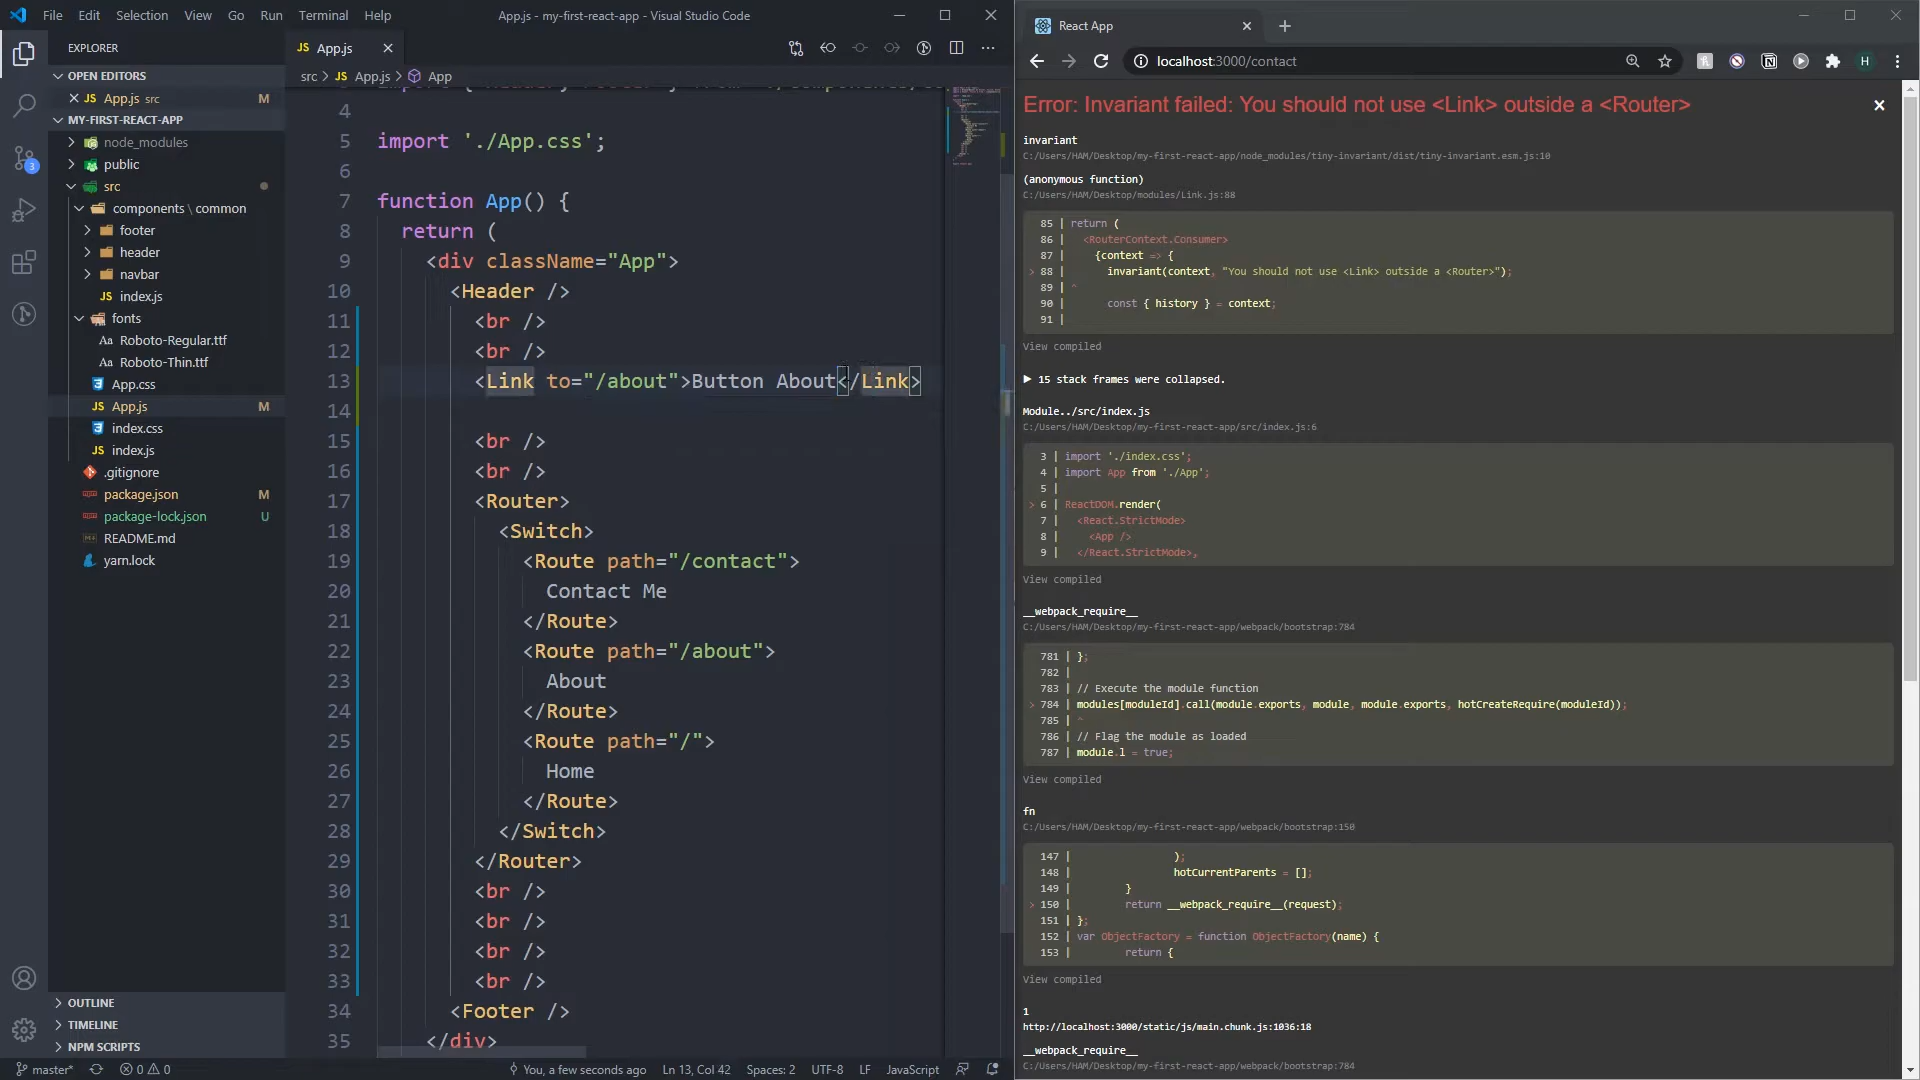 File Edit Selection View Go Run Terminal Help
App.js - my-first-react-app - Visual Studio Code
EXPLORER
OPEN EDITORS
JS App.js src M
MY-FIRST-REACT-APP
node_modules
public
src
components \ common
footer
header
navbar
JS index.js
fonts
Aa Roboto-Regular.ttf
Aa Roboto-Thin.ttf
App.css
JS App.js M
index.css
JS index.js
.gitignore
package.json M
package-lock.json U
README.md
yarn.lock
OUTLINE
TIMELINE
NPM SCRIPTS
3
JS App.js
src > JS App.js > App
4
5 import './App.css';
6
7 function App() {
8 return (
9 <div className="App">
10 <Header />
11 <br />
12 <br />
13 <Link to="/about">Button About</Link>
14
15 <br />
16 <br />
17 <Router>
18 <Switch>
19 <Route path="/contact">
20 Contact Me
21 </Route>
22 <Route path="/about">
23 About
24 </Route>
25 <Route path="/">
26 Home
27 </Route>
28 </Switch>
29 </Router>
30 <br />
31 <br />
32 <br />
33 <br />
34 <Footer />
35 </div>
master* 0 0 You, a few seconds ago Ln 13, Col 42 Spaces: 2 UTF-8 LF JavaScript
React App
localhost:3000/contact
H
Error: Invariant failed: You should not use <Link> outside a <Router>
invariant
C:/Users/HAM/Desktop/my-first-react-app/node_modules/tiny-invariant/dist/tiny-invariant.esm.js:10
(anonymous function)
C:/Users/HAM/Desktop/modules/Link.js:88
85 | return (
86 | <RouterContext.Consumer>
87 | {context => {
> 88 | invariant(context, "You should not use <Link> outside a <Router>");
89 | ^
90 | const { history } = context;
91 |
View compiled
▶ 15 stack frames were collapsed.
Module../src/index.js
C:/Users/HAM/Desktop/my-first-react-app/src/index.js:6
3 | import './index.css';
4 | import App from './App';
5 |
> 6 | ReactDOM.render(
7 | <React.StrictMode>
8 | <App />
9 | </React.StrictMode>,
View compiled
__webpack_require__
C:/Users/HAM/Desktop/my-first-react-app/webpack/bootstrap:784
781 | };
782 |
783 | // Execute the module function
> 784 | modules[moduleId].call(module.exports, module, module.exports, hotCreateRequire(moduleId));
785 | ^
786 | // Flag the module as loaded
787 | module.l = true;
View compiled
fn
C:/Users/HAM/Desktop/my-first-react-app/webpack/bootstrap:150
147 | );
148 | hotCurrentParents = [];
149 | }
> 150 | return __webpack_require__(request);
151 | };
152 | var ObjectFactory = function ObjectFactory(name) {
153 | return {
View compiled
1
http://localhost:3000/static/js/main.chunk.js:1036:18
__webpack_require__
C:/Users/HAM/Desktop/my-first-react-app/webpack/bootstrap:784